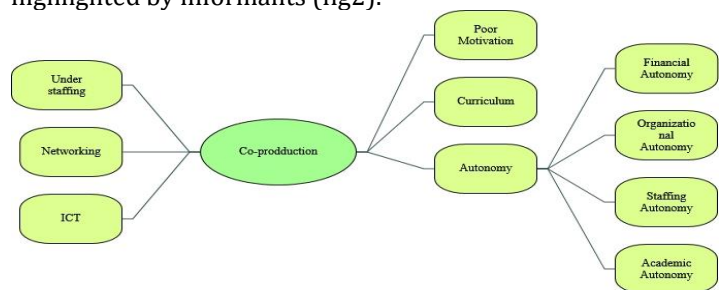 highlighted by informants (fig2).
Under
staffing
Networking
ICT
Co-prodduction
Poor
Motivation
Curriculum
Autonomy
Financial
Autonomy
Organizatio
nal
Autonomy
Staffing
Autonomy
Academic
Autonomy